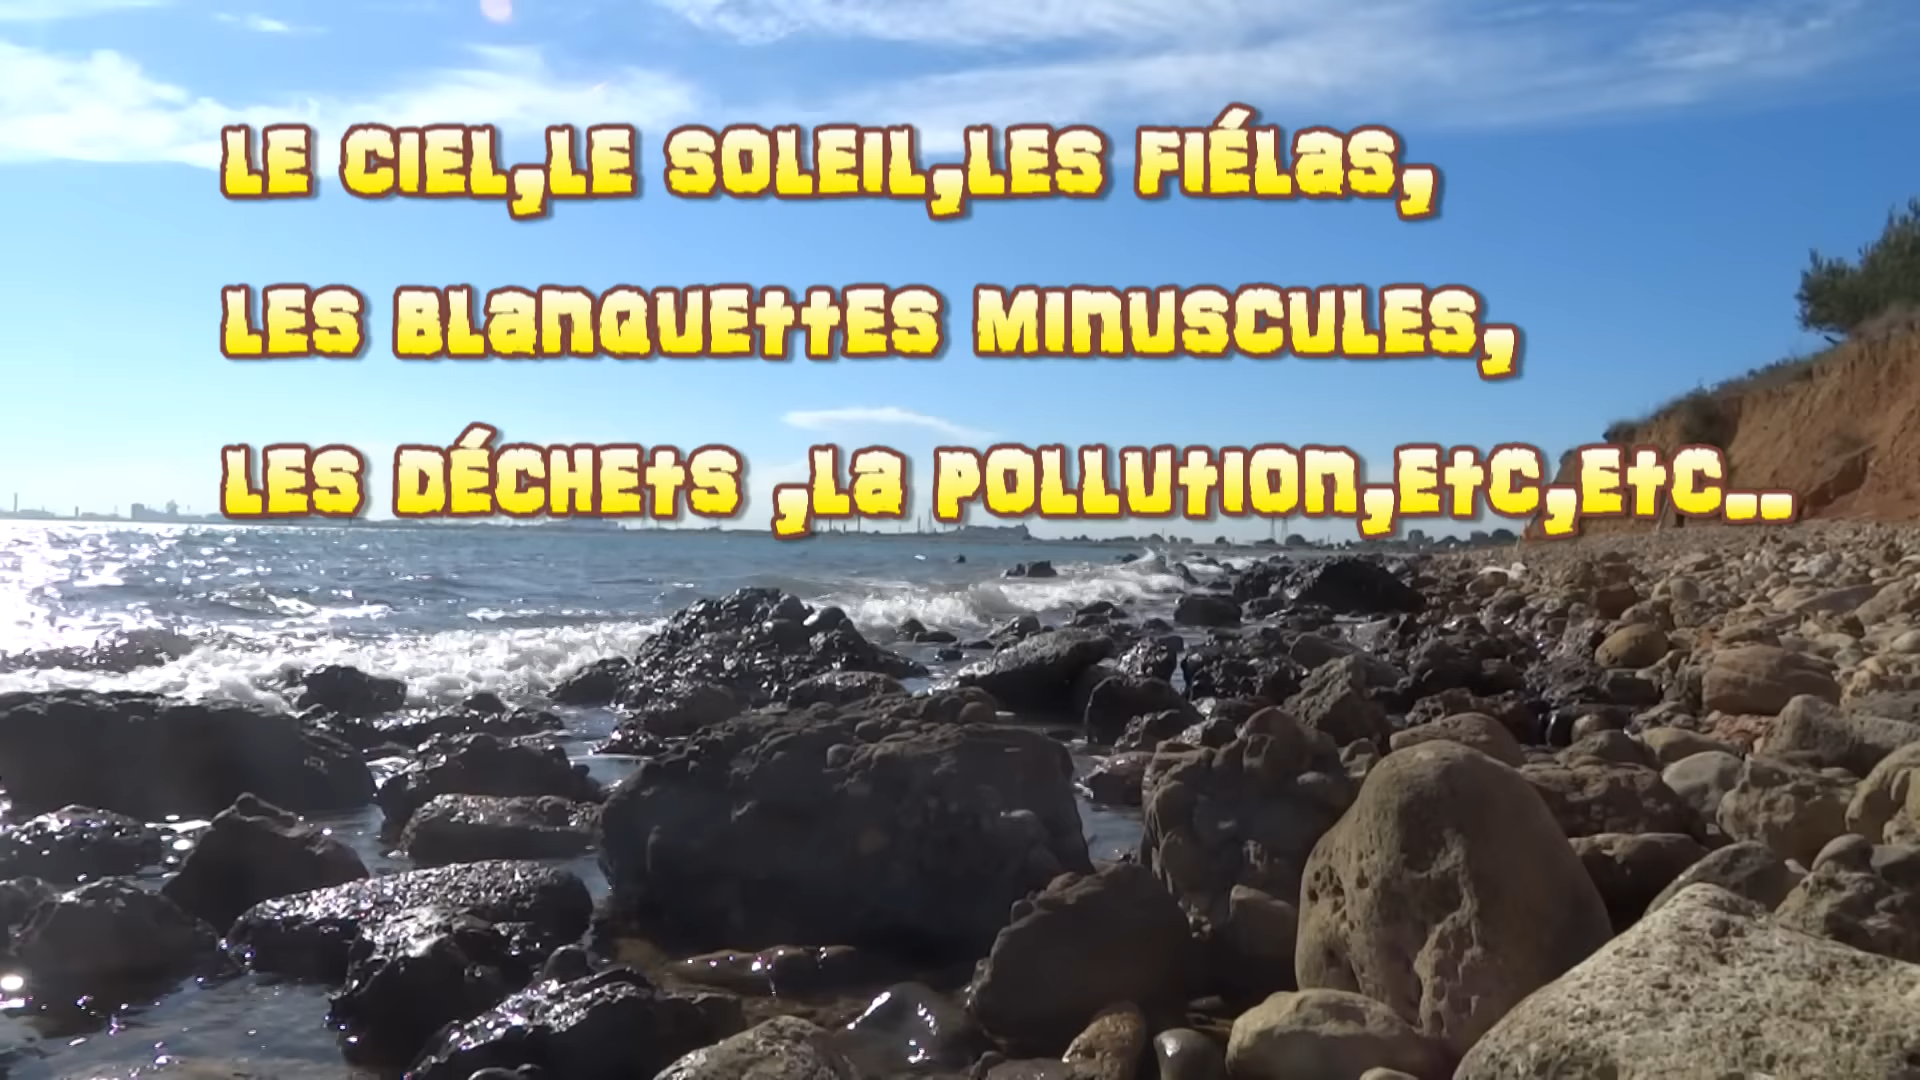 LE CIEL,LE SOLEIL,LES FIÉLAS,
LES BLANQUETTES MINUSCULES,
LES DÉCHETS ,LA POLLUTION,ETC,ETC..